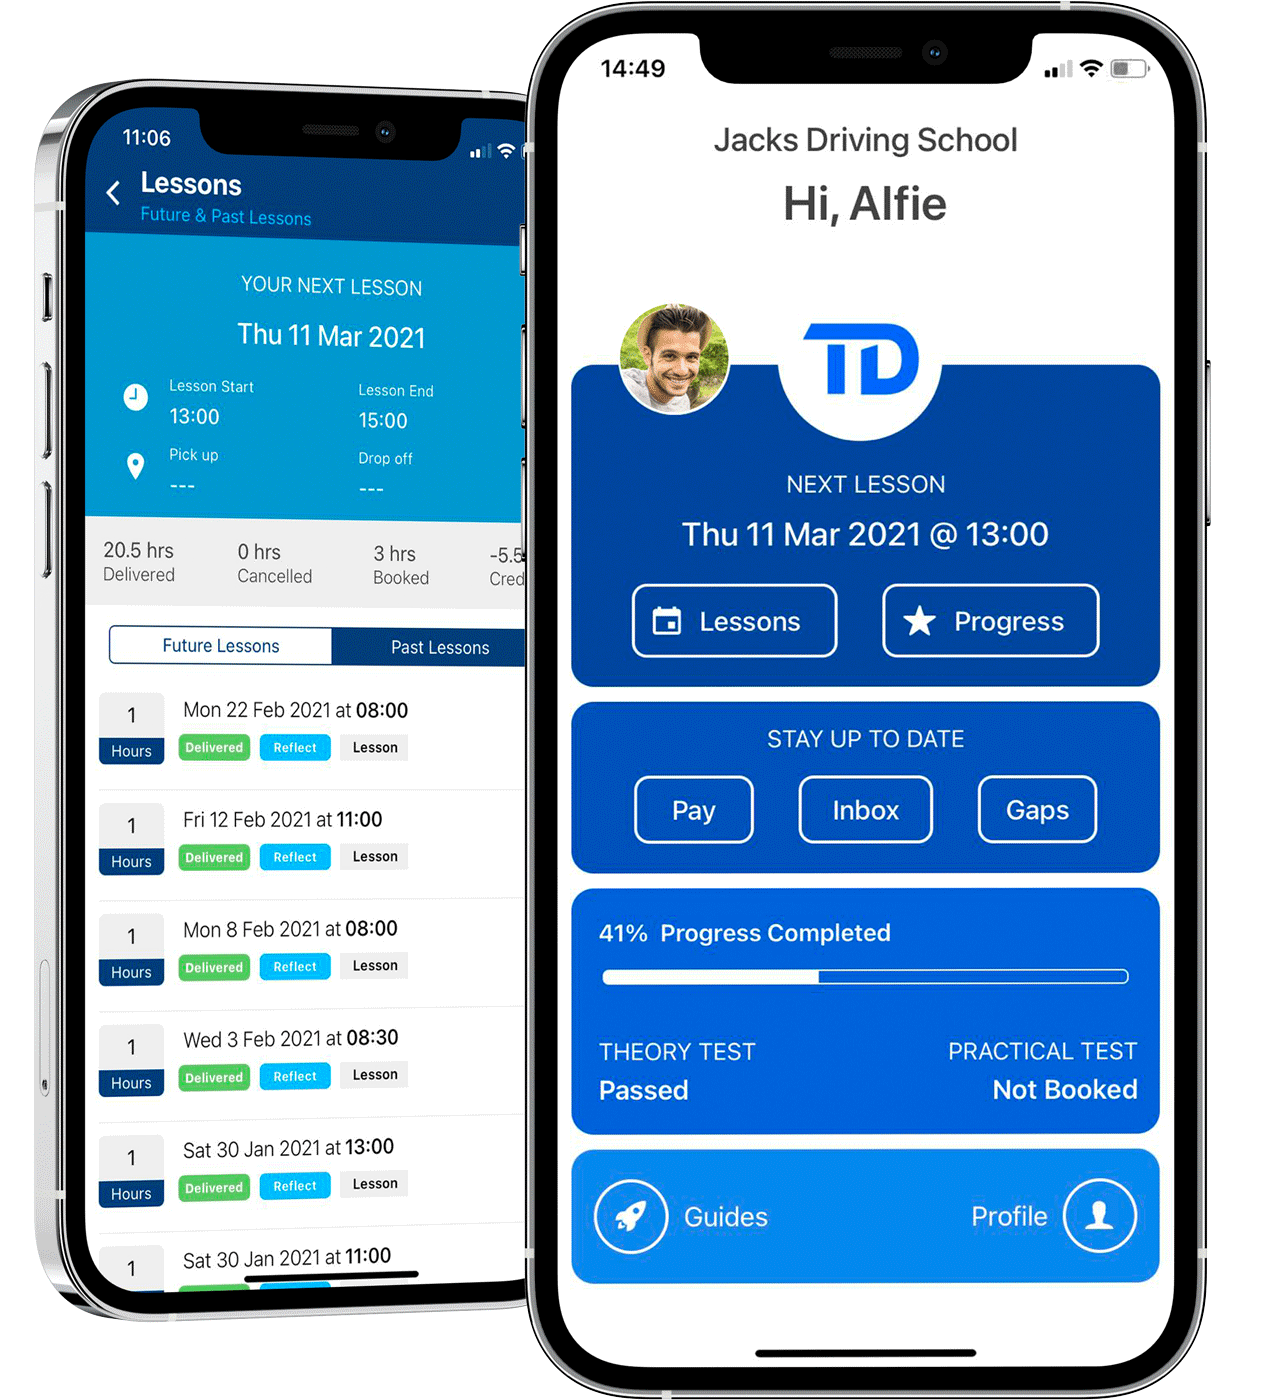 11:06
Lessons
Future & Past Lessons
YOUR NEXT LESSON
Thu 11 Mar 2021
Lesson Start
Lesson End
13:00
15:00
Pick up
Drop off
---
---
20.5 hrs
0 hrs
3 hrs
-5.5
Delivered
Cancelled
Booked
Cred
Future Lessons
Past Lessons
1
Hours
Mon 22 Feb 2021 at 08:00
Delivered
Reflect
Lesson
1
Hours
Fri 12 Feb 2021 at 11:00
Delivered
Reflect
Lesson
1
Hours
Mon 8 Feb 2021 at 08:00
Delivered
Reflect
Lesson
1
Hours
Wed 3 Feb 2021 at 08:30
Delivered
Reflect
Lesson
1
Hours
Sat 30 Jan 2021 at 13:00
Delivered
Reflect
Lesson
1
Sat 30 Jan 2021 at 11:00
14:49
Jacks Driving School
Hi, Alfie
TD
NEXT LESSON
Thu 11 Mar 2021 @ 13:00
Lessons
Progress
STAY UP TO DATE
Pay
Inbox
Gaps
41% Progress Completed
THEORY TEST
PRACTICAL TEST
Passed
Not Booked
Guides
Profile